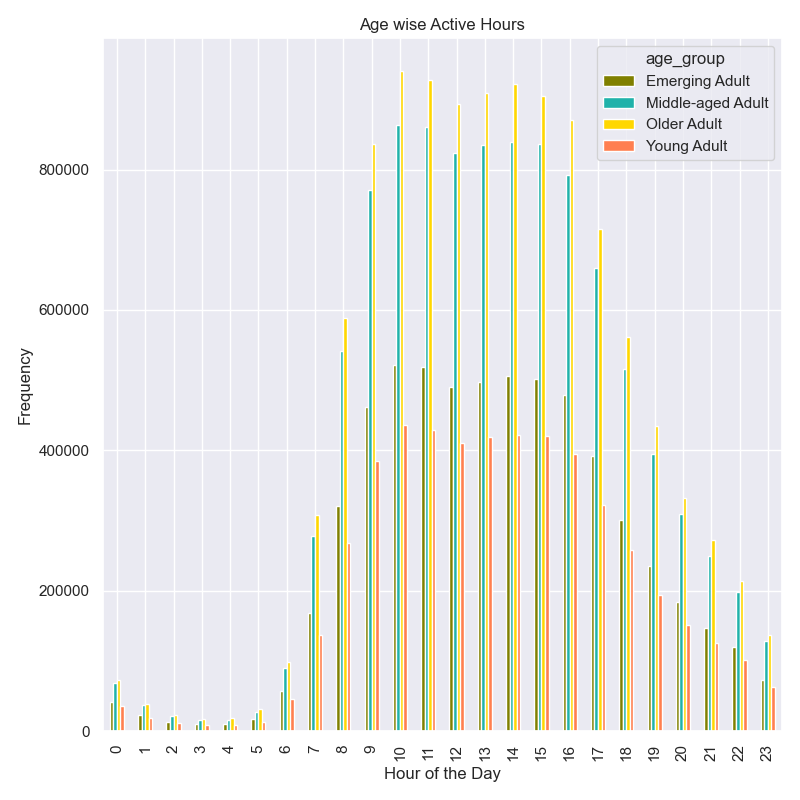 Age wise Active Hours
age_group
Emerging Adult
Middle-aged Adult
Older Adult
Young Adult
800000
600000
400000
200000
0
Frequency
0 1 2 3 4 5 6 7 8 9 10 11 12 13 14 15 16 17 18 19 20 21 22 23
Hour of the Day